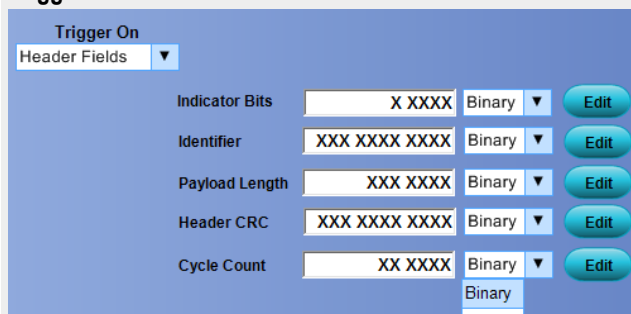 Trigger On
Header Fields
Indicator Bits X XXXX Binary Edit
Identifier XXX XXXX XXXX Binary Edit
Payload Length XXX XXXX Binary Edit
Header CRC XXX XXXX XXXX Binary Edit
Cycle Count XX XXXX Binary Edit
Binary